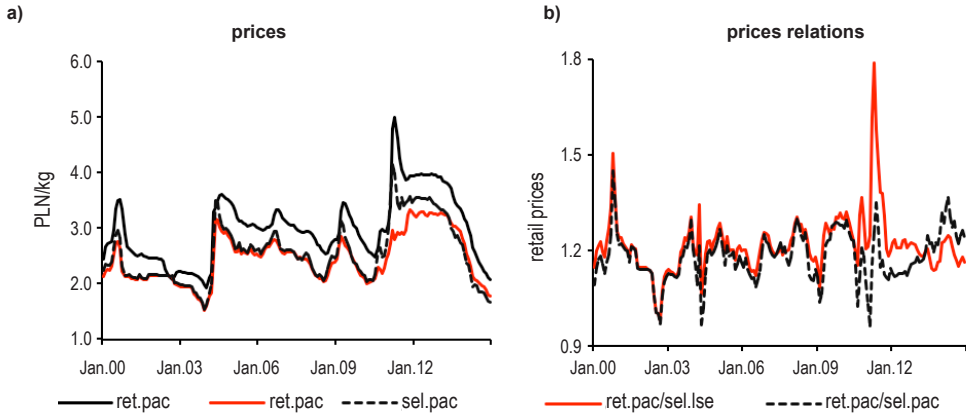 a)
prices
6.0
5.0
4.0
3.0
2.0
1.0
PLN/kg
Jan.00 Jan.03 Jan.06 Jan.09 Jan.12
ret.pac ret.pac sel.pac
b)
prices relations
1.8
1.5
1.2
0.9
retail prices
Jan.00 Jan.03 Jan.06 Jan.09 Jan.12
ret.pac/sel.lse ret.pac/sel.pac